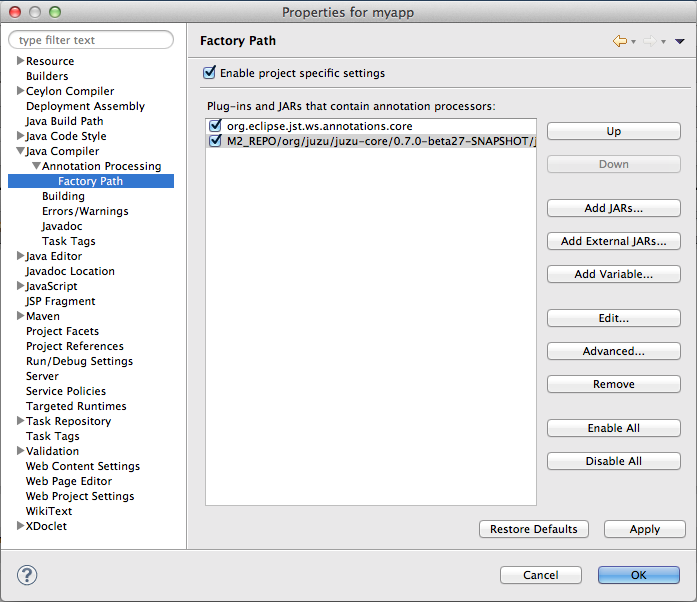 Properties for myapp
type filter text
Resource
Builders
Ceylon Compiler
Deployment Assembly
Java Build Path
Java Code Style
Java Compiler
Annotation Processing
Factory Path
Building
Errors/Warnings
Javadoc
Task Tags
Java Editor
Javadoc Location
JavaScript
JSP Fragment
Maven
Project Facets
Project References
Run/Debug Settings
Server
Service Policies
Targeted Runtimes
Task Repository
Task Tags
Validation
Web Content Settings
Web Page Editor
Web Project Settings
WikiText
XDoclet
Factory Path
Enable project specific settings
Plug-ins and JARs that contain annotation processors:
org.eclipse.jst.ws.annotations.core
M2_REPO/org/juzu/juzu-core/0.7.0-beta27-SNAPSHOT/j
Up
Down
Add JARs...
Add External JARs...
Add Variable...
Edit...
Advanced...
Remove
Enable All
Disable All
Restore Defaults
Apply
?
Cancel
OK